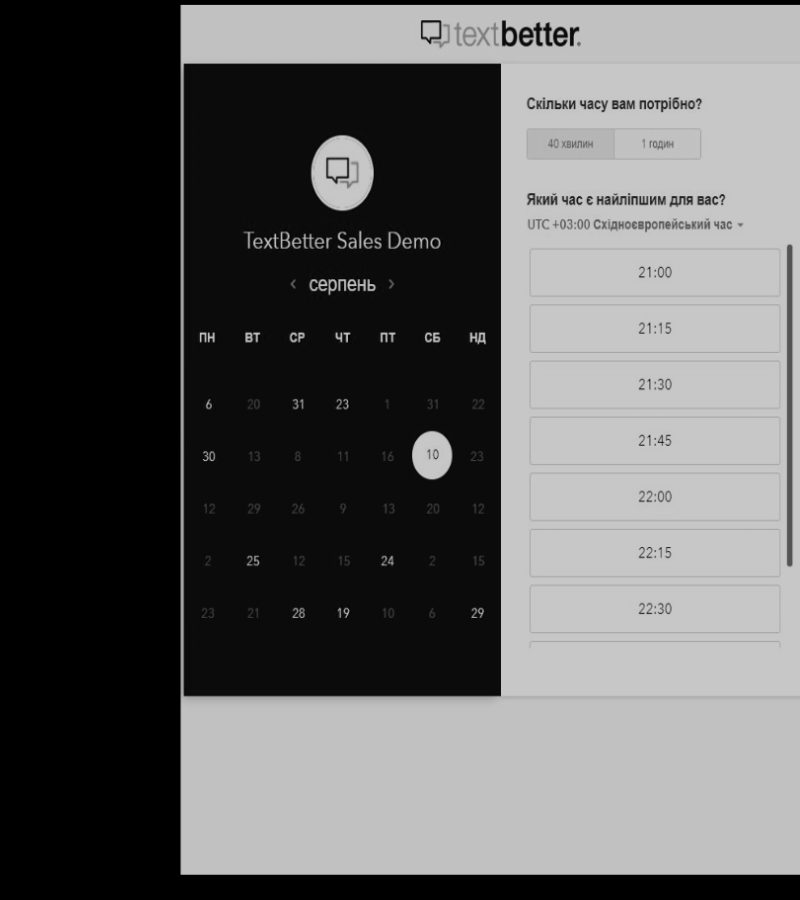 textbetter.
TextBetter Sales Demo
‹ серпень ›
ПН ВТ СР ЧТ ПТ СБ НД
6 20 31 23 1 31 22
30 13 8 11 16 10 23
12 29 26 9 13 20 12
2 25 12 15 24 2 15
23 21 28 19 10 6 29
Скільки часу вам потрібно?
40 хвилин 1 годин
Який час є найліпшим для вас?
UTC +03:00 Східноєвропейський час
21:00
21:15
21:30
21:45
22:00
22:15
22:30